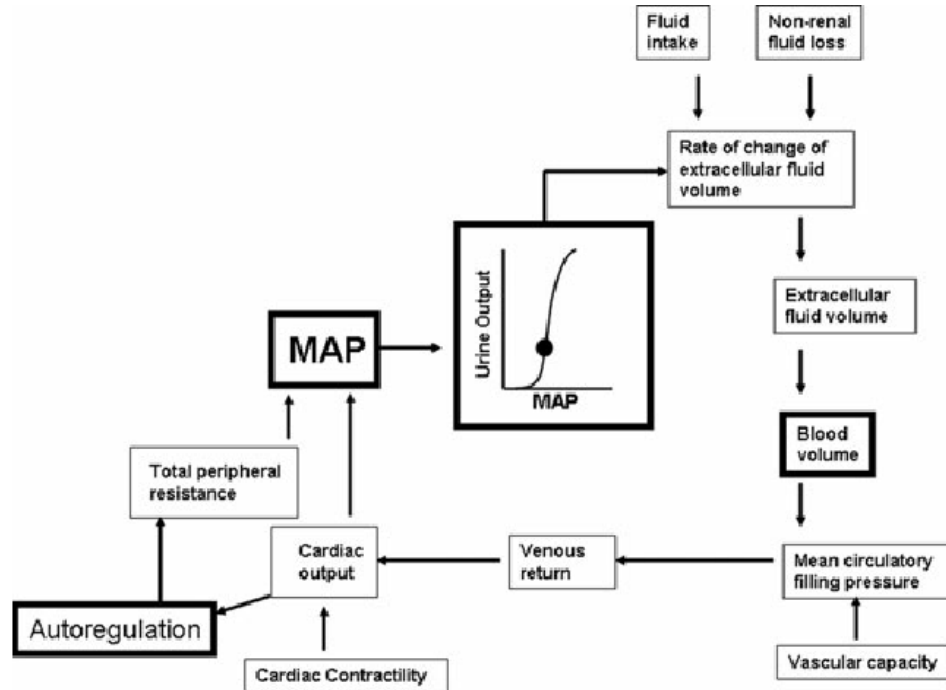 Fluid
intake
Non-renal
fluid loss
Rate of change of
extracellular fluid
volume
Urine Output
MAP
Extracellular
fluid volume
MAP
Blood
volume
Total peripheral
resistance
Cardiac
output
Venous
return
Mean circulatory
filling pressure
Autoregulation
Cardiac Contractility
Vascular capacity